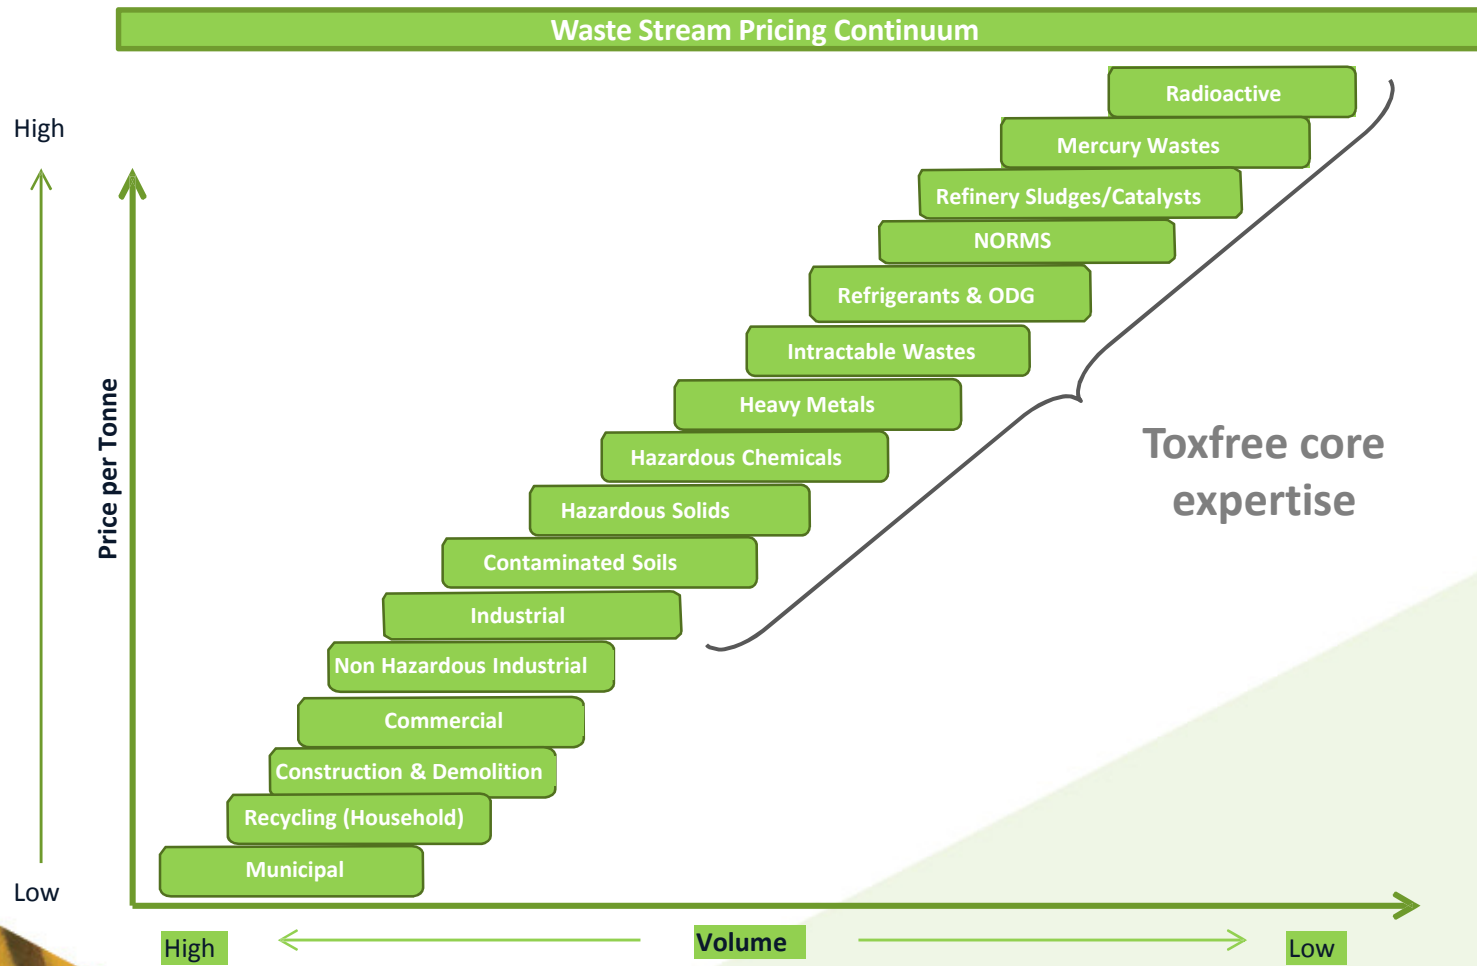 Waste Stream Pricing Continuum
High
Radioactive
Mercury Wastes
Refinery Sludges/Catalysts
NORMS
Refrigerants & ODG
Intractable Wastes
Heavy Metals
Hazardous Chemicals
Hazardous Solids
Contaminated Soils
Industrial
Non Hazardous Industrial
Commercial
Construction & Demolition
Recycling (Household)
Municipal
Price per Tonne
Toxfree core
expertise
Low
High
Volume
Low